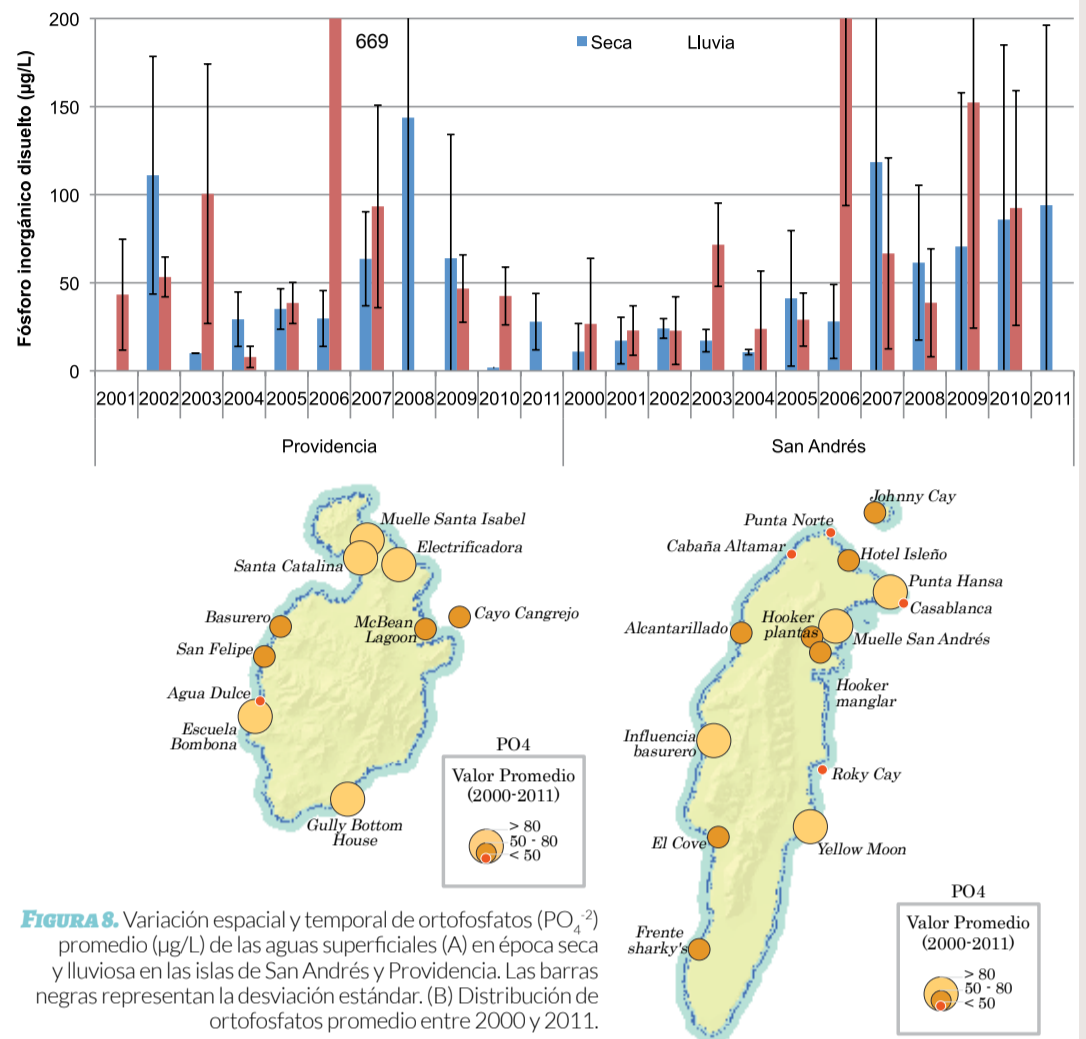 Fósforo inorgánico disuelto (µg/L)
200
150
100
50
0
669
Seca
Lluvia
2001 2002 2003 2004 2005 2006 2007 2008 2009 2010 2011 2000 2001 2002 2003 2004 2005 2006 2007 2008 2009 2010 2011
Providencia
San Andrés
Muelle Santa Isabel
Electrificadora
Santa Catalina
Basurero
McBean
Lagoon
Cayo Cangrejo
San Felipe
Agua Dulce
Escuela
Bombona
Gully Bottom
House
PO4
Valor Promedio
(2000-2011)
> 80
50 - 80
< 50
Johnny Cay
Punta Norte
Cabaña Altamar
Hotel Isleño
Punta Hansa
Casablanca
Hooker
plantas
Alcantarillado
Muelle San Andrés
Hooker
manglar
Influencia
basurero
Roky Cay
El Cove
Yellow Moon
Frente
sharky's
PO4
Valor Promedio
(2000-2011)
> 80
50 - 80
< 50
FIGURA 8. Variación espacial y temporal de ortofosfatos (PO₄⁻²)
promedio (µg/L) de las aguas superficiales (A) en época seca
y lluviosa en las islas de San Andrés y Providencia. Las barras
negras representan la desviación estándar. (B) Distribución de
ortofosfatos promedio entre 2000 y 2011.